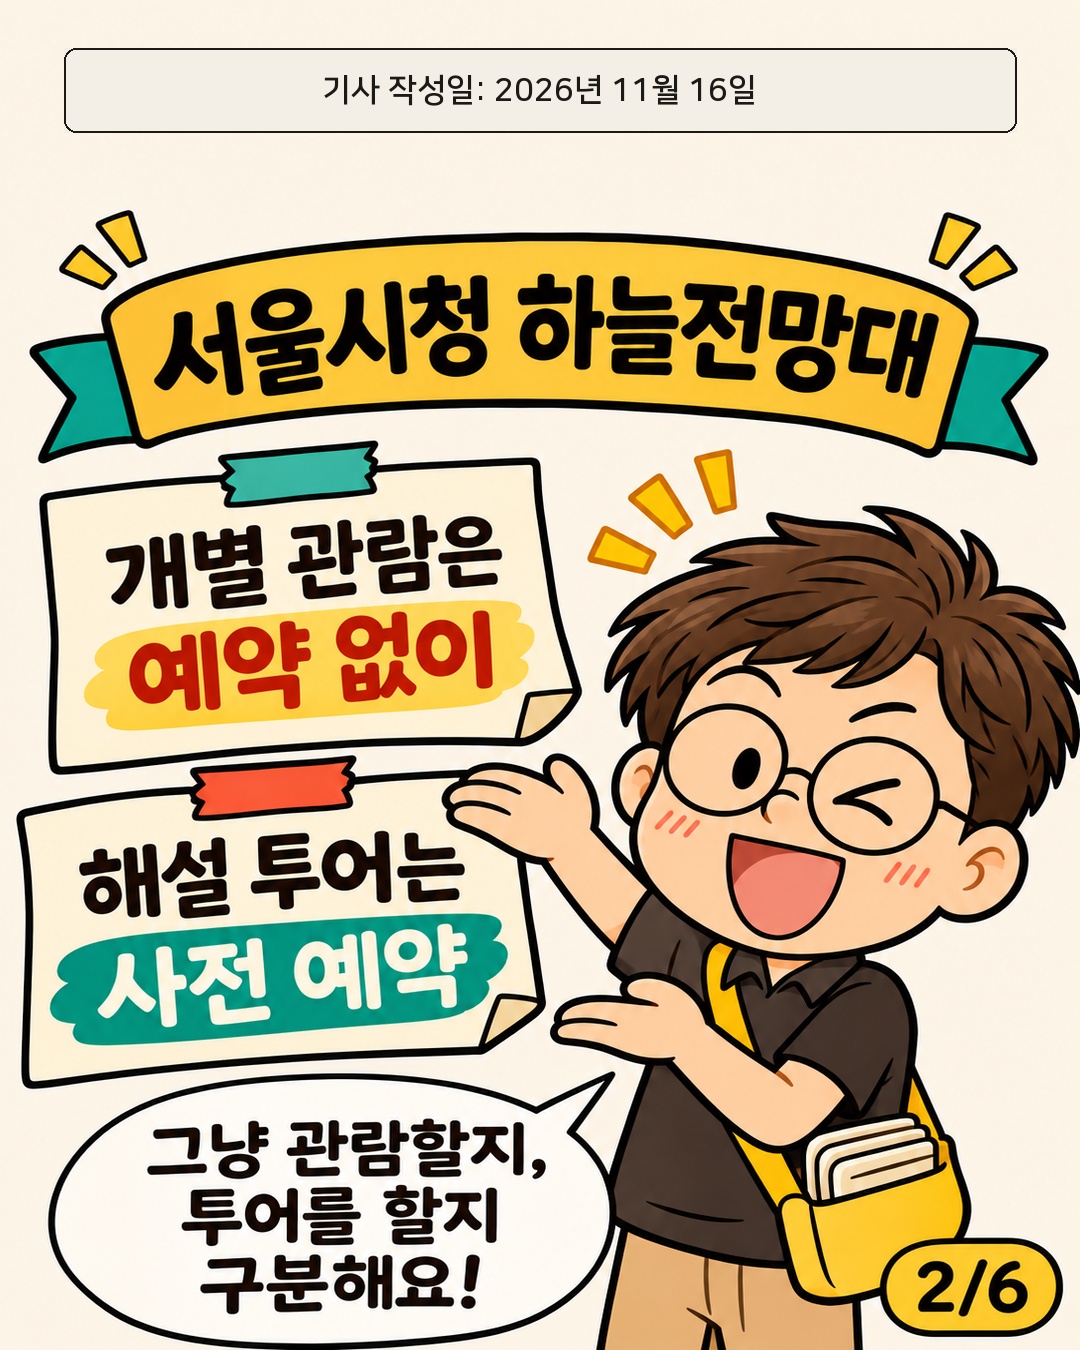 기사 작성일: 2026년 11월 16일
서울시청 하늘전망대
개별 관람은
예약 없이
해설 투어는
사전 예약
그냥 관람할지,
투어를 할지
구분해요!
2/6